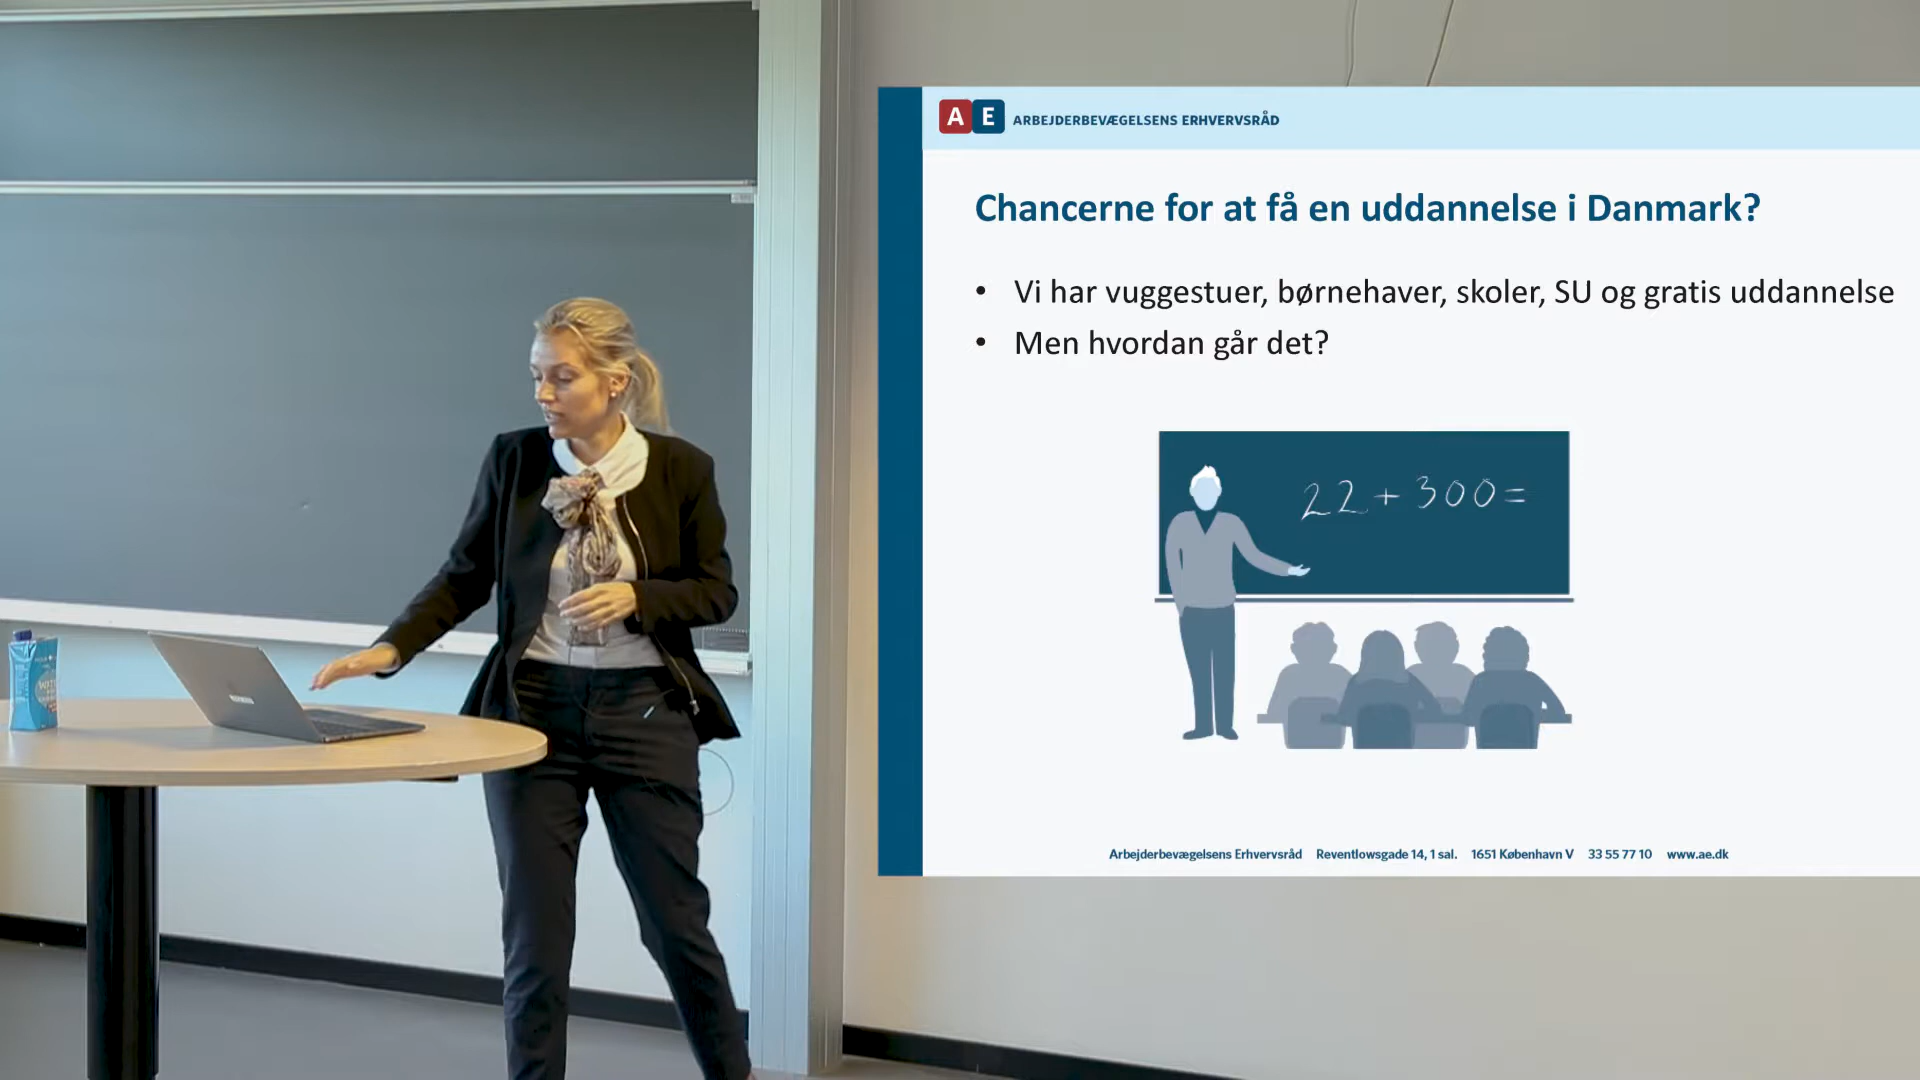 AE ARBEJDERBEVÆGELSENS ERHVERVSRÅD
Chancerne for at få en uddannelse i Danmark?
• Vi har vuggestuer, børnehaver, skoler, SU og gratis uddannelse
• Men hvordan går det?
22 + 300 =
Arbejderbevægelsens Erhvervsråd Reventlowsgade 14, 1 sal. 1651 København V 33 55 77 10 www.ae.dk